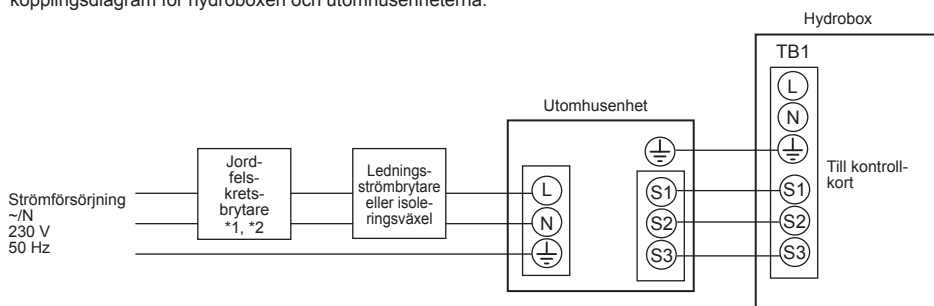 kopplingsdiagram för hydroboxen och utomhusenheterna.
Hydrobox
TB1
L
N
Till kontroll-
kort
S1
S2
S3
Utomhusenhet
L
N
S1
S2
S3
Lednings-
strömbrytare
eller isole-
ringsväxel
Jord-
fels-
krets-
brytare
*1, *2
Strömförsörjning
~/N
230 V
50 Hz